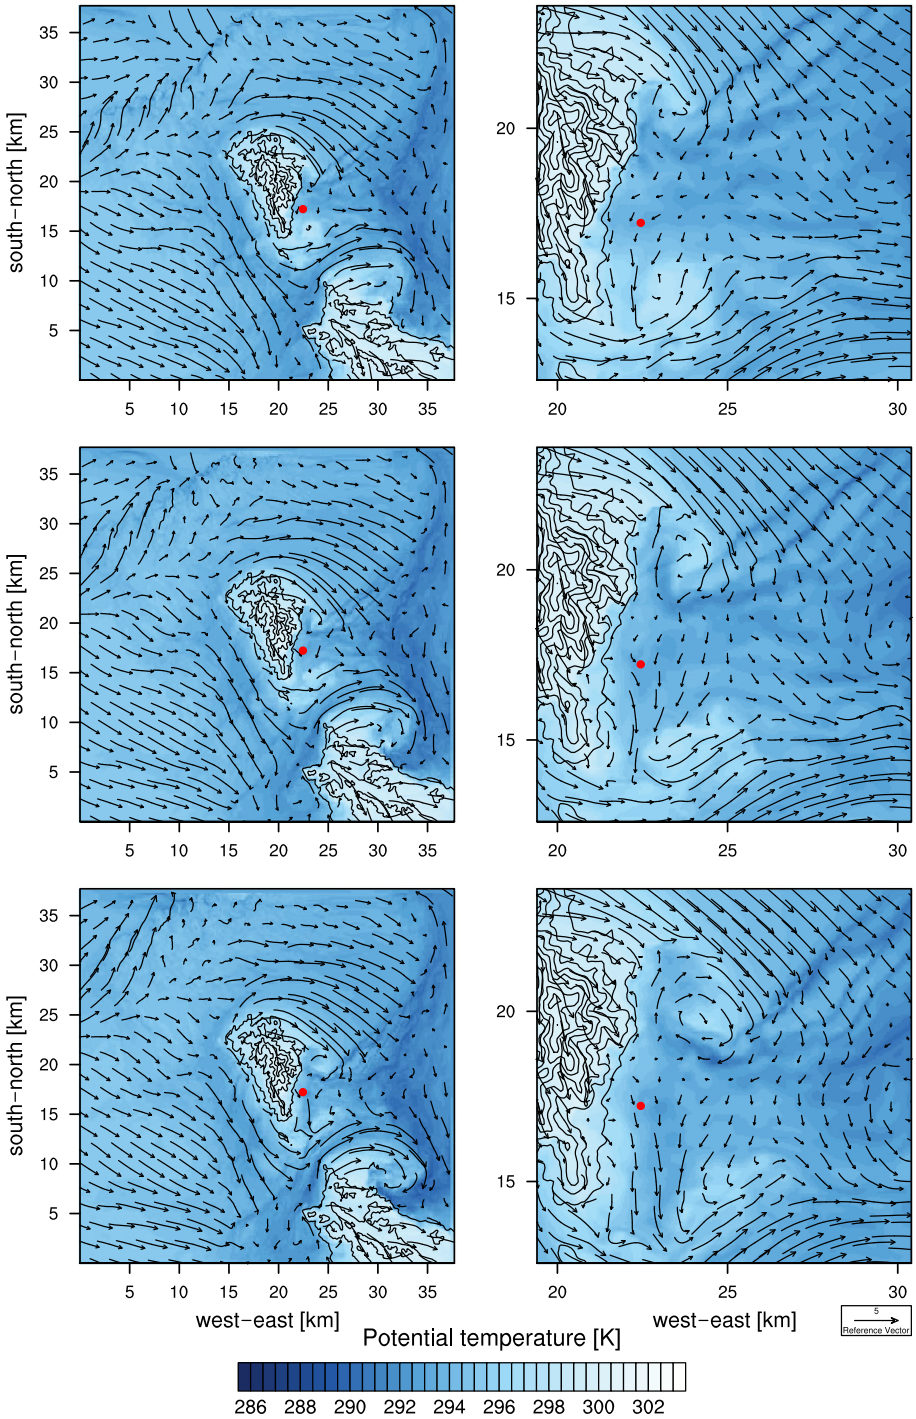 35
30
25
20
15
10
5
south−north [km]
5 10 15 20 25 30 35
20
15
20 25 30
35
30
25
20
15
10
5
south−north [km]
5 10 15 20 25 30 35
20
15
20 25 30
35
30
25
20
15
10
5
south−north [km]
5 10 15 20 25 30 35
west−east [km]
20
15
20 25 30
west−east [km]
5
Reference Vector
Potential temperature [K]
286 288 290 292 294 296 298 300 302